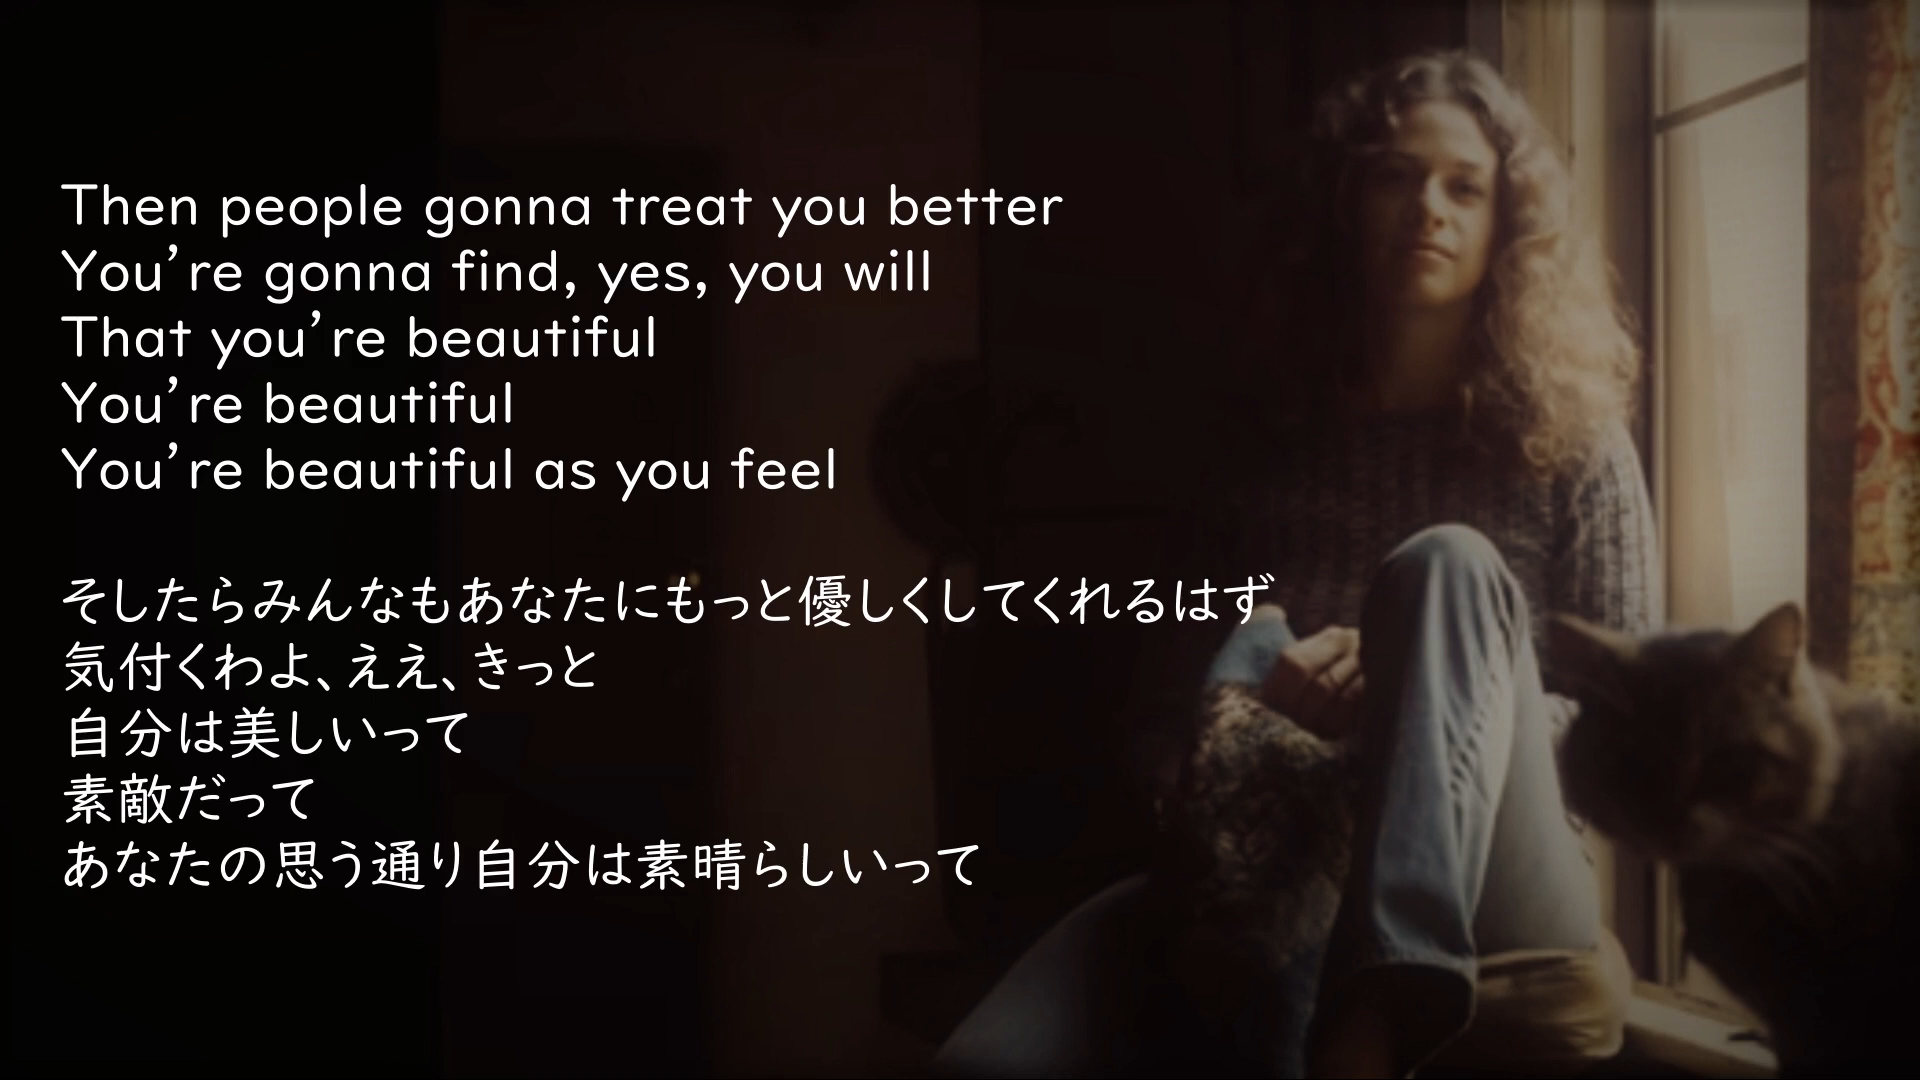 Then people gonna treat you better
You’re gonna find, yes, you will
That you’re beautiful
You’re beautiful
You’re beautiful as you feel
そしたらみんなもあなたにもっと優しくしてくれるはず
気付くわよ、ええ、きっと
自分は美しいって
素敵だって
あなたの思う通り自分は素晴らしいって